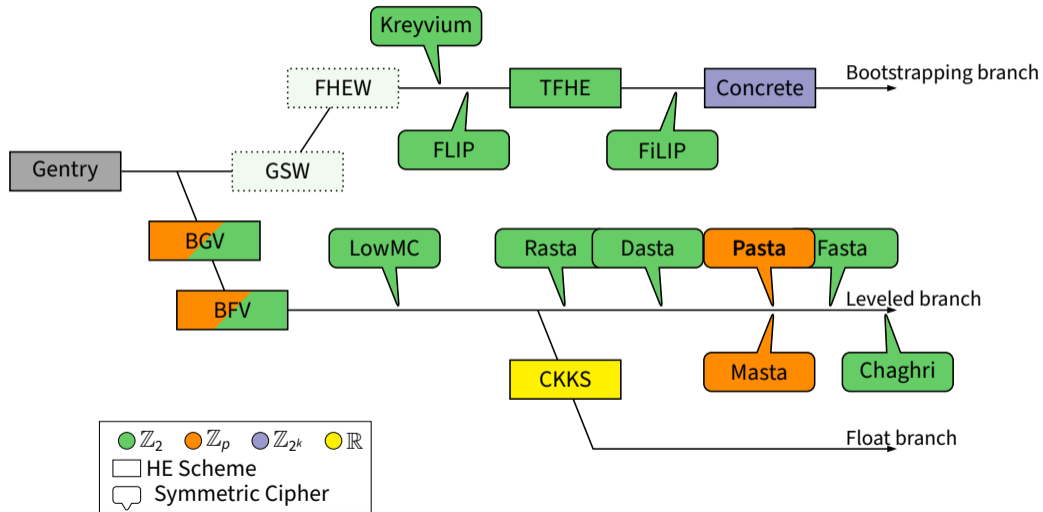 Kreyvium
Bootstrapping branch
FHEW
TFHE
Concrete
FLIP
FiLIP
Gentry
GSW
BGV
LowMC
Rasta
Dasta
Pasta
Fasta
BFV
Leveled branch
CKKS
Masta
Chaghri
Float branch
ℤ₂ ℤₚ ℤ₂ᵏ ℝ
HE Scheme
Symmetric Cipher